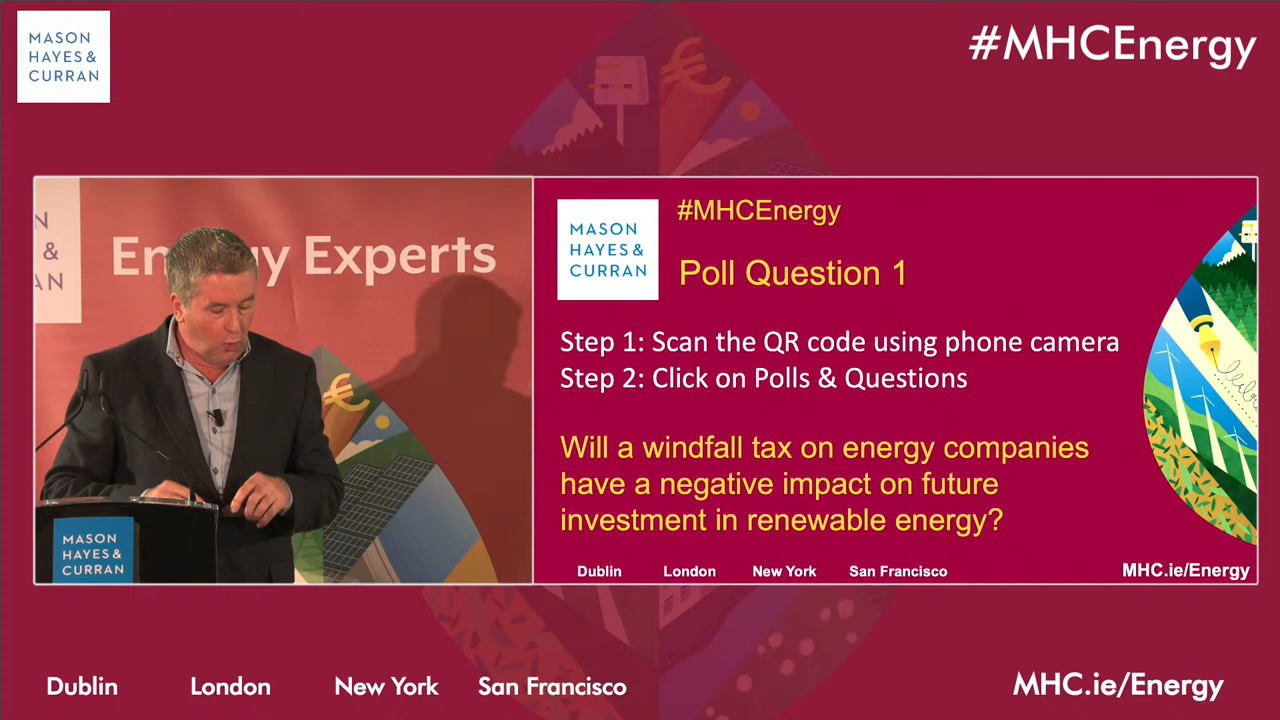 MASON
HAYES &
CURRAN
#MHCEnergy
N
&
AN
Energy Experts
MASON
HAYES &
CURRAN
MASON
HAYES &
CURRAN
#MHCEnergy
Poll Question 1
Step 1: Scan the QR code using phone camera
Step 2: Click on Polls & Questions
Will a windfall tax on energy companies
have a negative impact on future
investment in renewable energy?
Dublin London New York San Francisco
MHC.ie/Energy
Dublin London New York San Francisco
MHC.ie/Energy